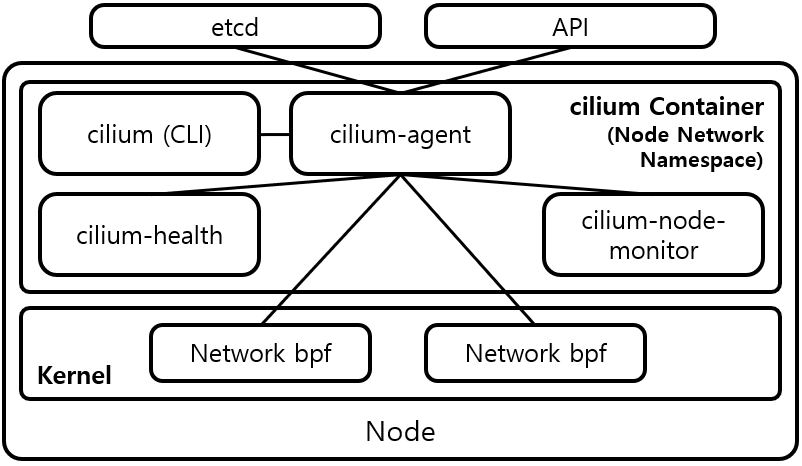 etcd
API
cilium (CLI)
cilium-agent
cilium Container
(Node Network
Namespace)
cilium-health
cilium-node-
monitor
Network bpf
Network bpf
Kernel
Node